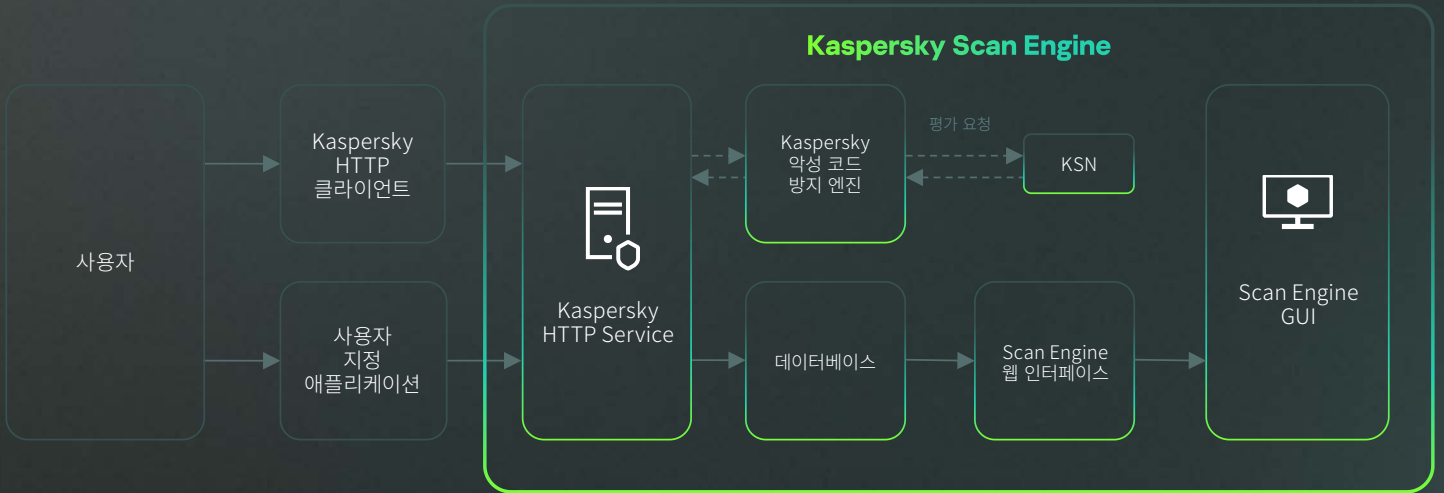 Kaspersky Scan Engine
사용자
Kaspersky
HTTP
클라이언트
사용자
지정
애플리케이션
Kaspersky
HTTP Service
Kaspersky
악성 코드
방지 엔진
평가 요청
KSN
데이터베이스
Scan Engine
웹 인터페이스
Scan Engine
GUI